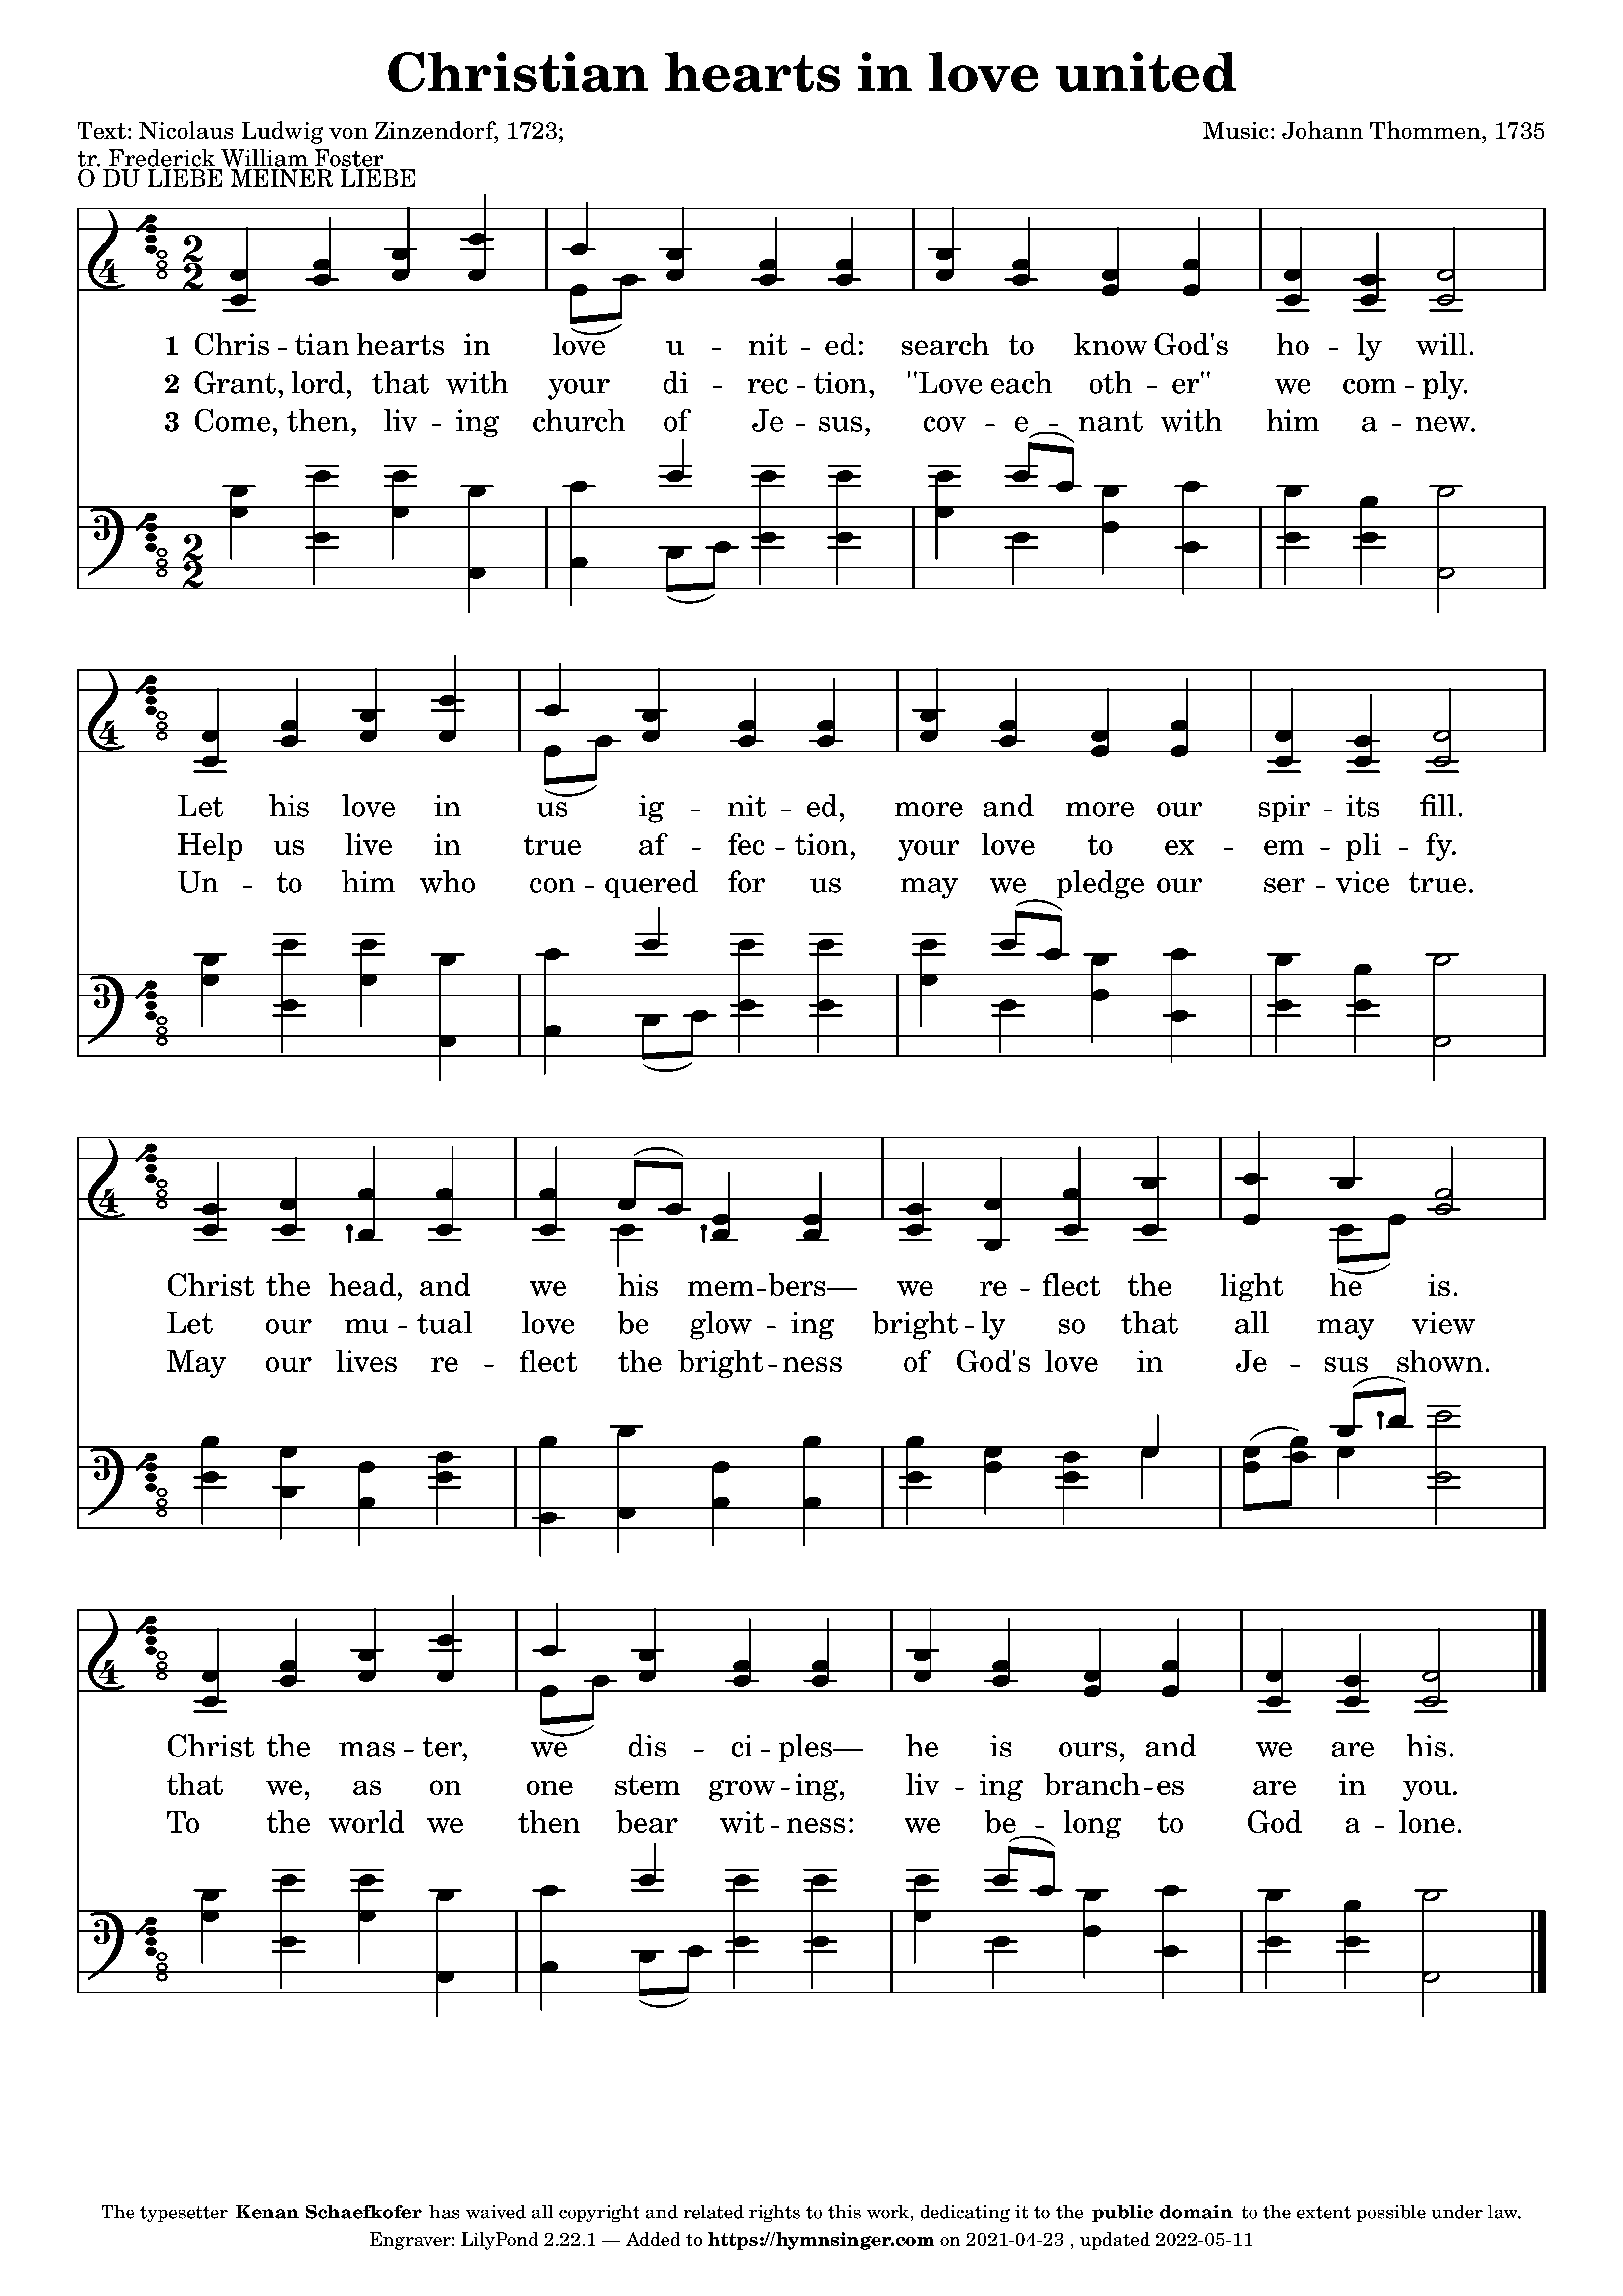 Christian hearts in love united
Text: Nicolaus Ludwig von Zinzendorf, 1723;
Music: Johann Thommen, 1735
tr. Frederick William Foster
O DU LIEBE MEINER LIEBE
1 Chris -- tian hearts in love u -- nit -- ed: search to know God's ho -- ly will.
2 Grant, lord, that with your di -- rec -- tion, "Love each oth -- er" we com -- ply.
3 Come, then, liv -- ing church of Je -- sus, cov -- e -- nant with him a -- new.
Let his love in us ig -- nit -- ed, more and more our spir -- its fill.
Help us live in true af -- fec -- tion, your love to ex -- em -- pli -- fy.
Un -- to him who con -- quered for us may we pledge our ser -- vice true.
Christ the head, and we his mem -- bers— we re -- flect the light he is.
Let our mu -- tual love be glow -- ing bright -- ly so that all may view
May our lives re -- flect the bright -- ness of God's love in Je -- sus shown.
Christ the mas -- ter, we dis -- ci -- ples— he is ours, and we are his.
that we, as on one stem grow -- ing, liv -- ing branch -- es are in you.
To the world we then bear wit -- ness: we be -- long to God a -- lone.
The typesetter Kenan Schaefkofer has waived all copyright and related rights to this work, dedicating it to the public domain to the extent possible under law.
Engraver: LilyPond 2.22.1 — Added to https://hymnsinger.com on 2021-04-23 , updated 2022-05-11